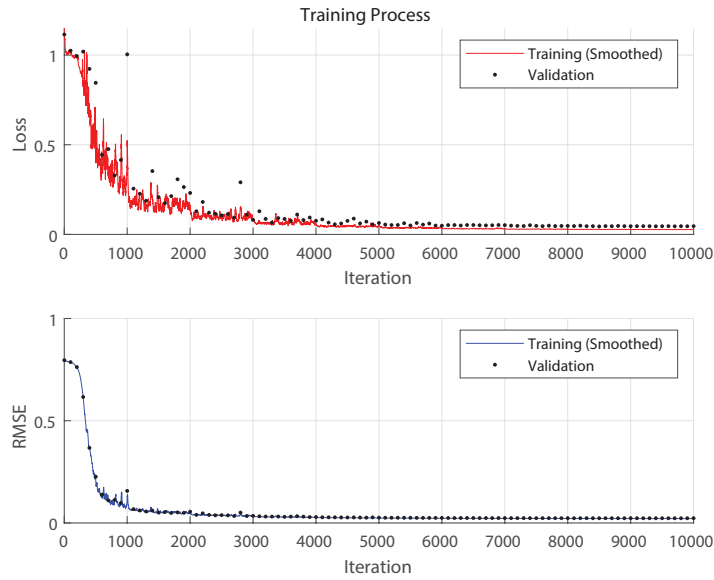 Training Process
1
0.5
0
Loss
Training (Smoothed)
Validation
0 1000 2000 3000 4000 5000 6000 7000 8000 9000 10000
Iteration
1
0.5
0
RMSE
Training (Smoothed)
Validation
0 1000 2000 3000 4000 5000 6000 7000 8000 9000 10000
Iteration